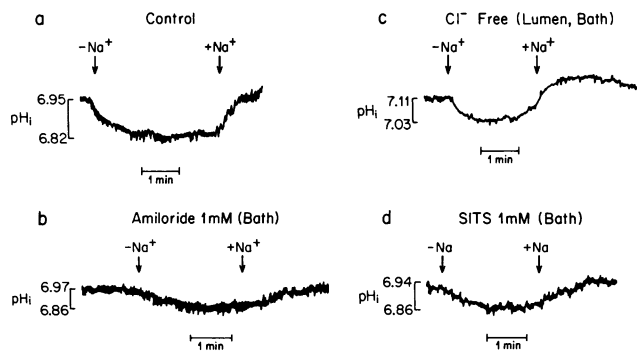 a
Control
-Na⁺
+Na⁺
6.95
pHi
6.82
1 min
c
Cl⁻ Free (Lumen, Bath)
-Na⁺
+Na⁺
7.11
pHi
7.03
1 min
b
Amiloride 1mM (Bath)
-Na⁺
+Na⁺
6.97
pHi
6.86
1 min
d
SITS 1mM (Bath)
-Na
+Na
6.94
pHi
6.86
1 min